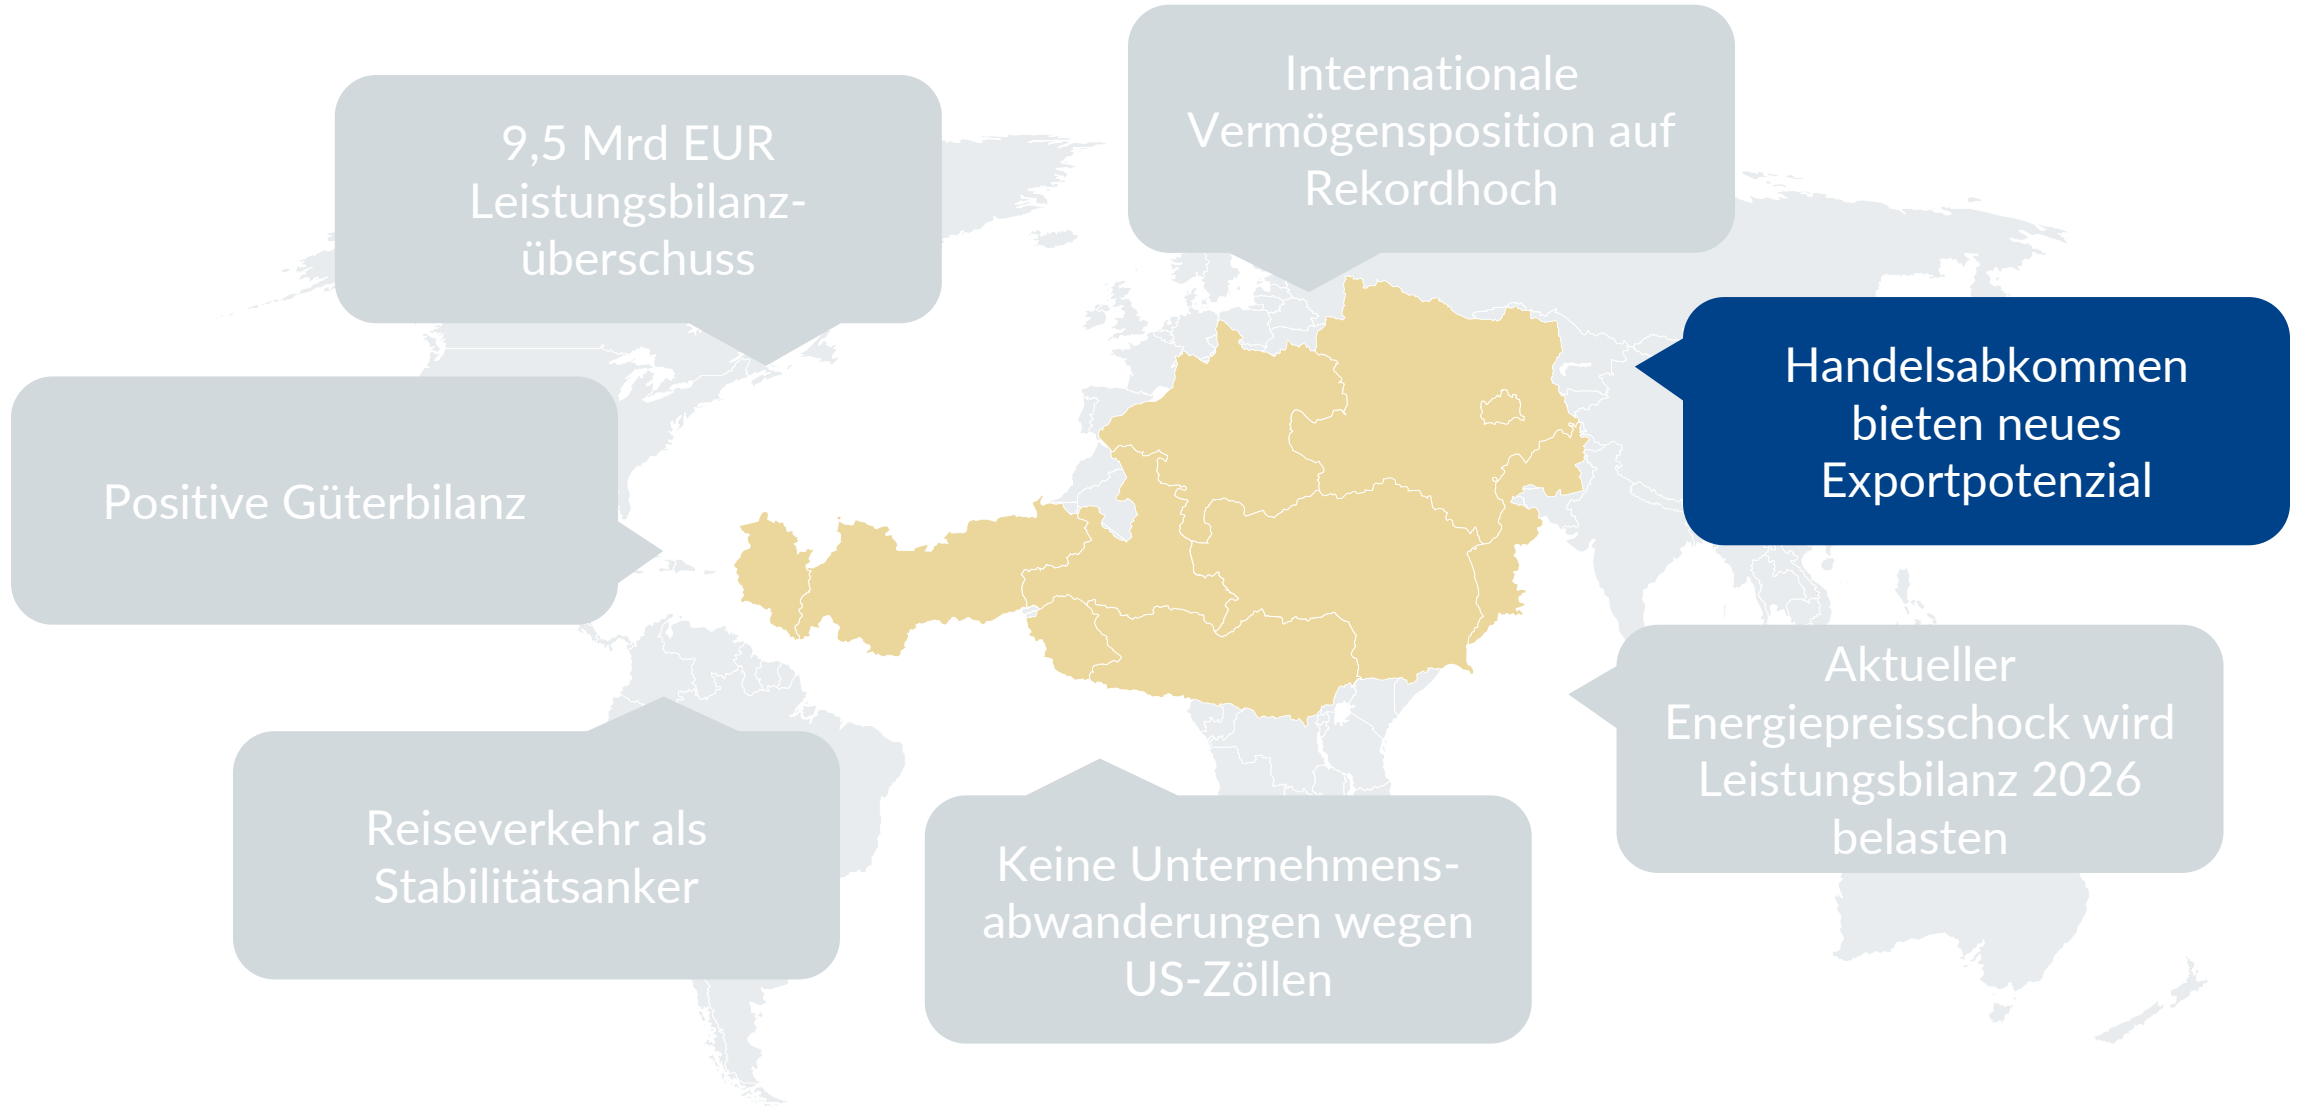 Internationale
Vermögensposition auf
Rekordhoch
9,5 Mrd EUR
Leistungsbilanz-
überschuss
Handelsabkommen
bieten neues
Exportpotenzial
Positive Güterbilanz
Aktueller
Energiepreisschock wird
Leistungsbilanz 2026
belasten
Reiseverkehr als
Stabilitätsanker
Keine Unternehmens-
abwanderungen wegen
US-Zöllen